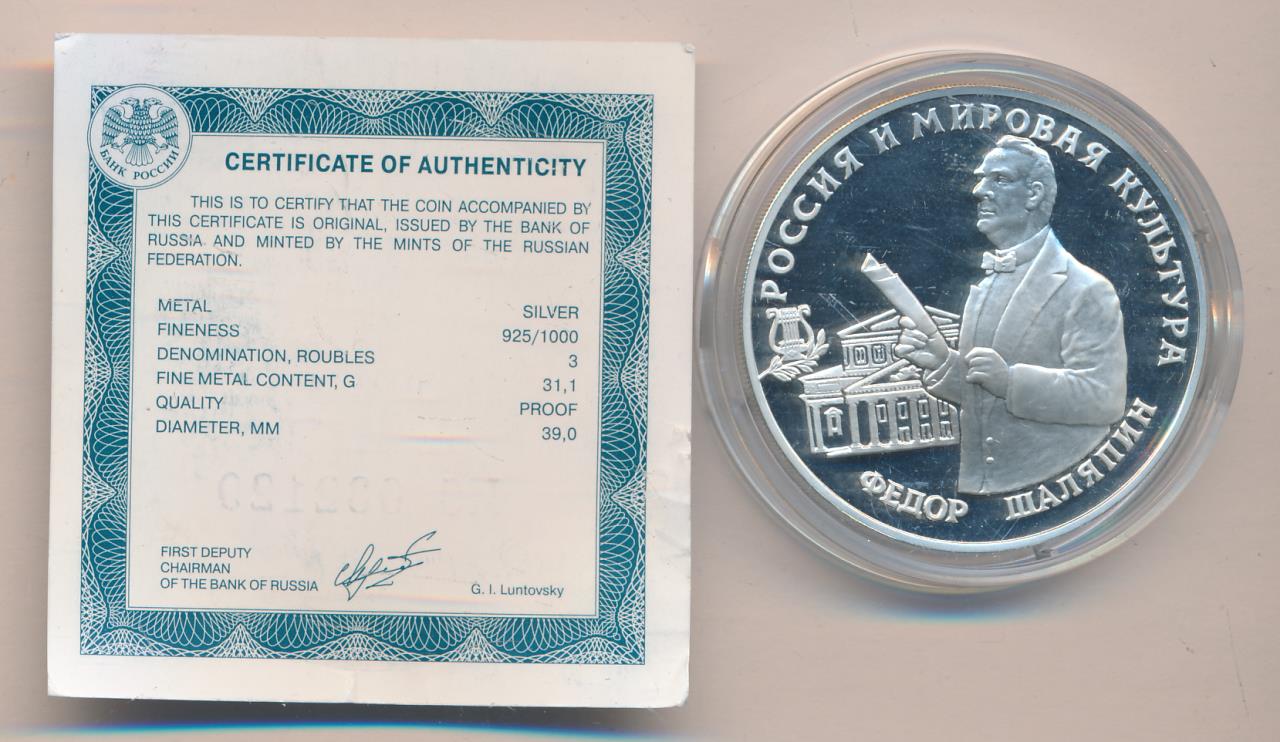 БАНК РОССИИ
CERTIFICATE OF AUTHENTICITY
THIS IS TO CERTIFY THAT THE COIN ACCOMPANIED BY
THIS CERTIFICATE IS ORIGINAL, ISSUED BY THE BANK OF
RUSSIA AND MINTED BY THE MINTS OF THE RUSSIAN
FEDERATION.
METAL SILVER
FINENESS 925/1000
DENOMINATION, ROUBLES 3
FINE METAL CONTENT, G 31,1
QUALITY PROOF
DIAMETER, MM 39,0
FIRST DEPUTY
CHAIRMAN
OF THE BANK OF RUSSIA G. I. Luntovsky
РОССИЯ И МИРОВАЯ КУЛЬТУРА
ФЕДОР ШАЛЯПИН